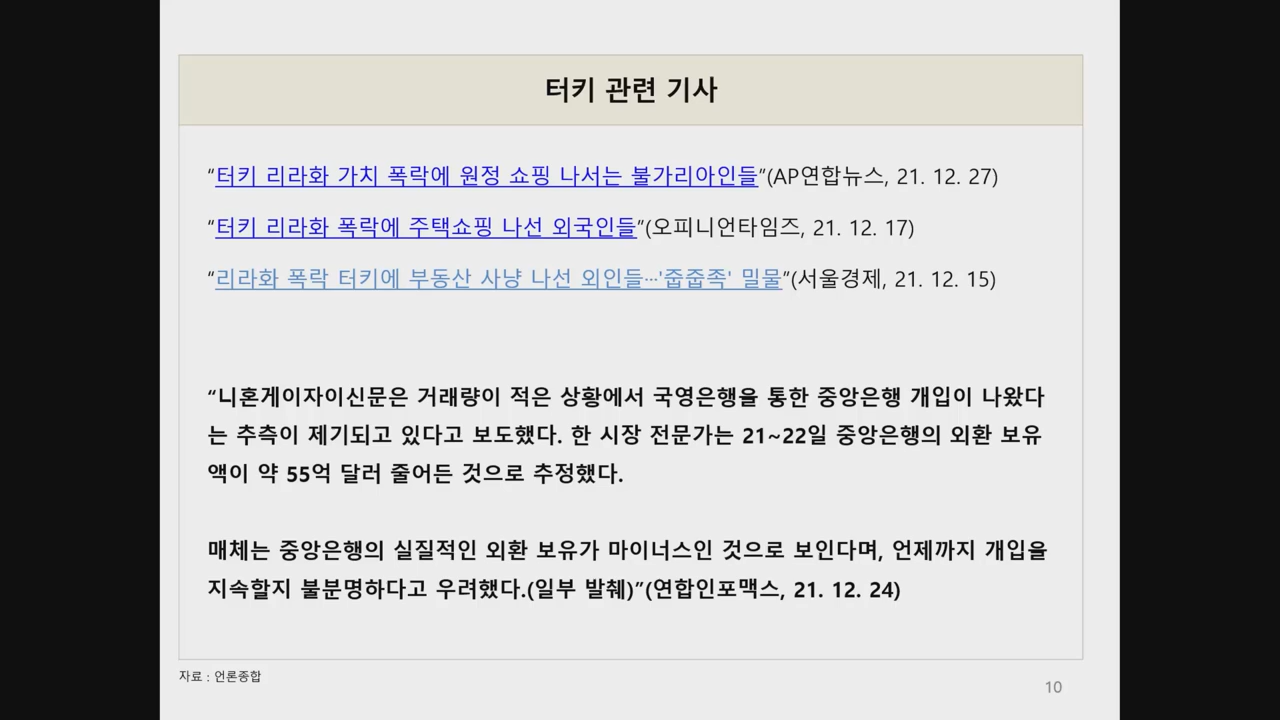 터키 관련 기사
“터키 리라화 가치 폭락에 원정 쇼핑 나서는 불가리아인들”(AP연합뉴스, 21. 12. 27)
“터키 리라화 폭락에 주택쇼핑 나선 외국인들”(오피니언타임즈, 21. 12. 17)
“리라화 폭락 터키에 부동산 사냥 나선 외인들…'줍줍족' 밀물”(서울경제, 21. 12. 15)
“니혼게이자이신문은 거래량이 적은 상황에서 국영은행을 통한 중앙은행 개입이 나왔다
는 추측이 제기되고 있다고 보도했다. 한 시장 전문가는 21~22일 중앙은행의 외환 보유
액이 약 55억 달러 줄어든 것으로 추정했다.
매체는 중앙은행의 실질적인 외환 보유가 마이너스인 것으로 보인다며, 언제까지 개입을
지속할지 불분명하다고 우려했다.(일부 발췌)”(연합인포맥스, 21. 12. 24)
자료 : 언론종합
10